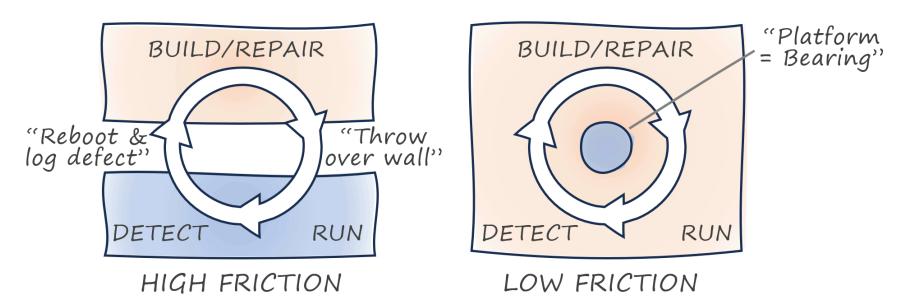 BUILD/REPAIR
“Reboot &
log defect”
“Throw
over wall”
DETECT
RUN
HIGH FRICTION
BUILD/REPAIR
“Platform
= Bearing”
DETECT
RUN
LOW FRICTION